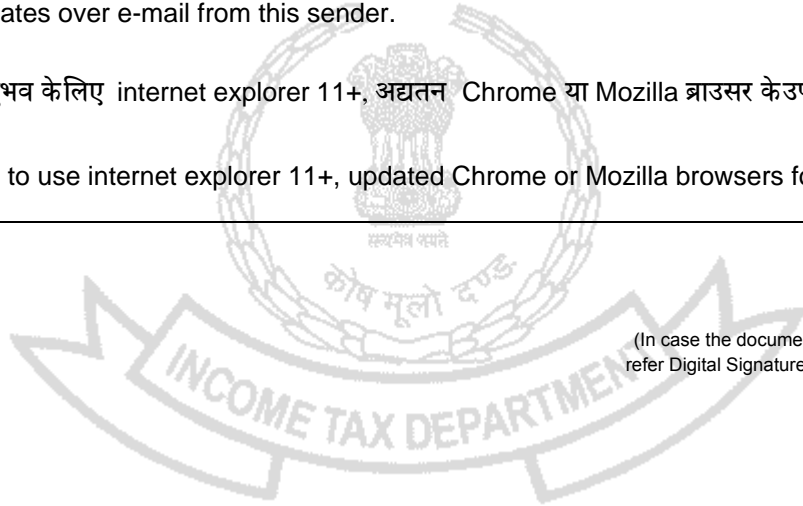 ates over e-mail from this sender.
भव केलिए internet explorer 11+, अद्यतन Chrome या Mozilla ब्राउसर केउप
to use internet explorer 11+, updated Chrome or Mozilla browsers fo
सत्यमेव जयते
कोष मूलो दण्डः
(In case the docume
refer Digital Signature
INCOME TAX DEPARTMENT